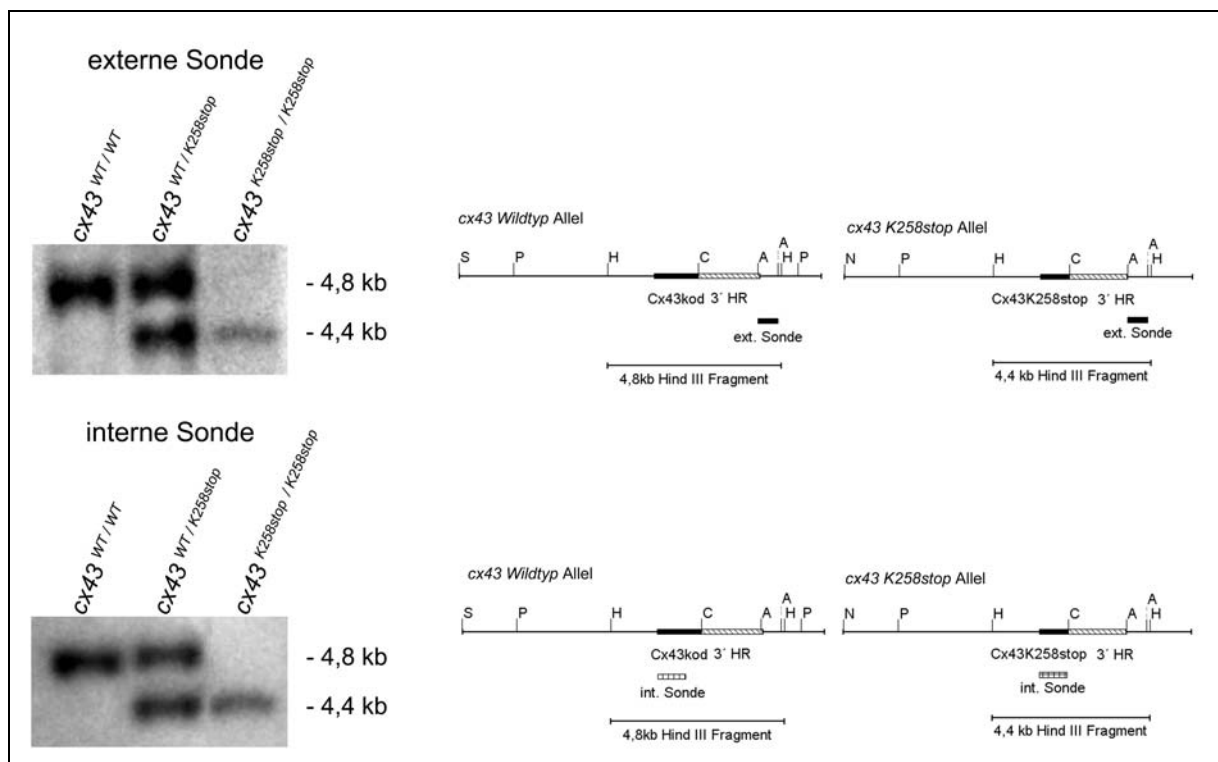 externe Sonde
cx43 WT / WT
cx43 WT / K258stop
cx43 K258stop / K258stop
- 4,8 kb
- 4,4 kb
cx43 Wildtyp Allel
S P H C A A H P
Cx43kod 3´ HR
ext. Sonde
4,8kb Hind III Fragment
cx43 K258stop Allel
N P H C A A H
Cx43K258stop 3´ HR
ext. Sonde
4,4 kb Hind III Fragment
interne Sonde
cx43 WT / WT
cx43 WT / K258stop
cx43 K258stop / K258stop
- 4,8 kb
- 4,4 kb
cx43 Wildtyp Allel
S P H C A A H P
Cx43kod 3´ HR
int. Sonde
4,8kb Hind III Fragment
cx43 K258stop Allel
N P H C A A H
Cx43K258stop 3´ HR
int. Sonde
4,4 kb Hind III Fragment